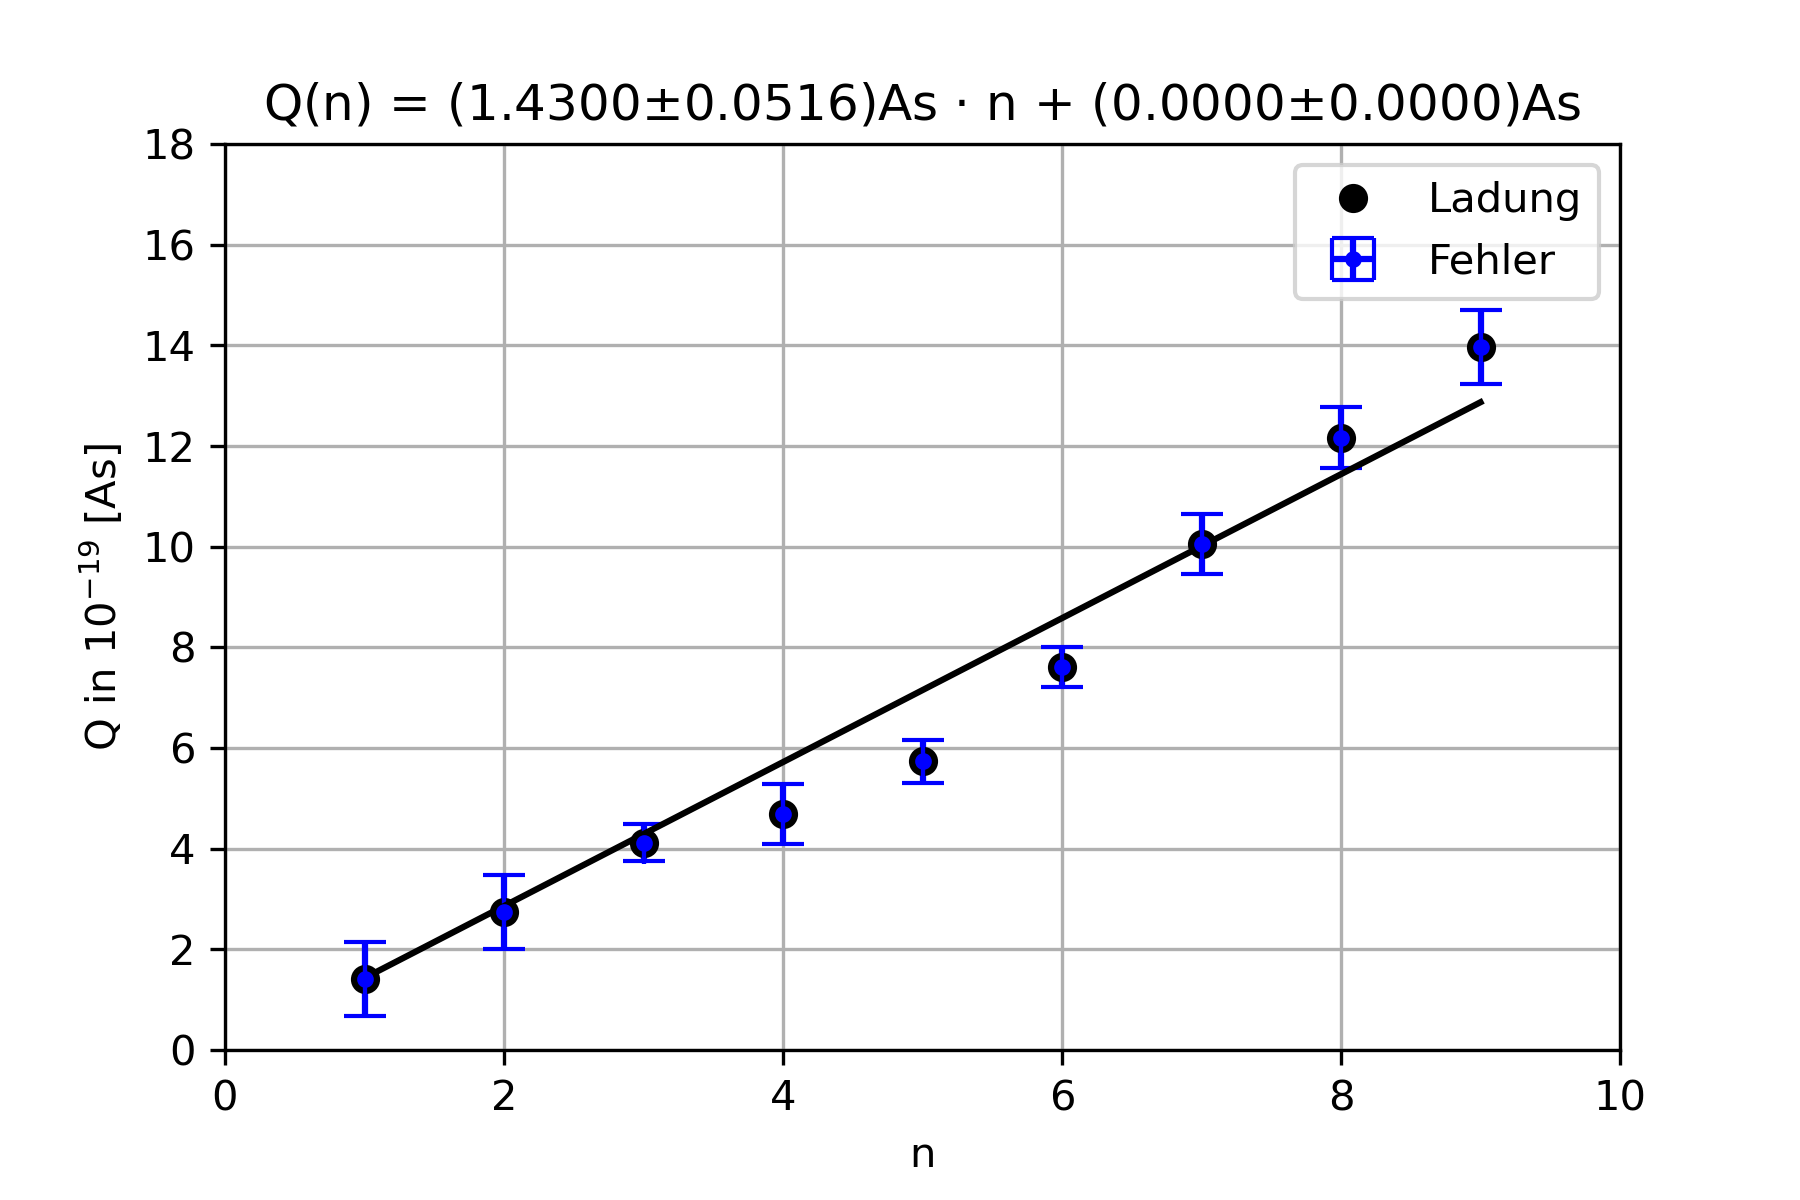 Q(n) = (1.4300±0.0516)As · n + (0.0000±0.0000)As
18
16
14
12
10
8
6
4
2
0
Q in 10⁻¹⁹ [As]
Ladung
Fehler
0 2 4 6 8 10
n